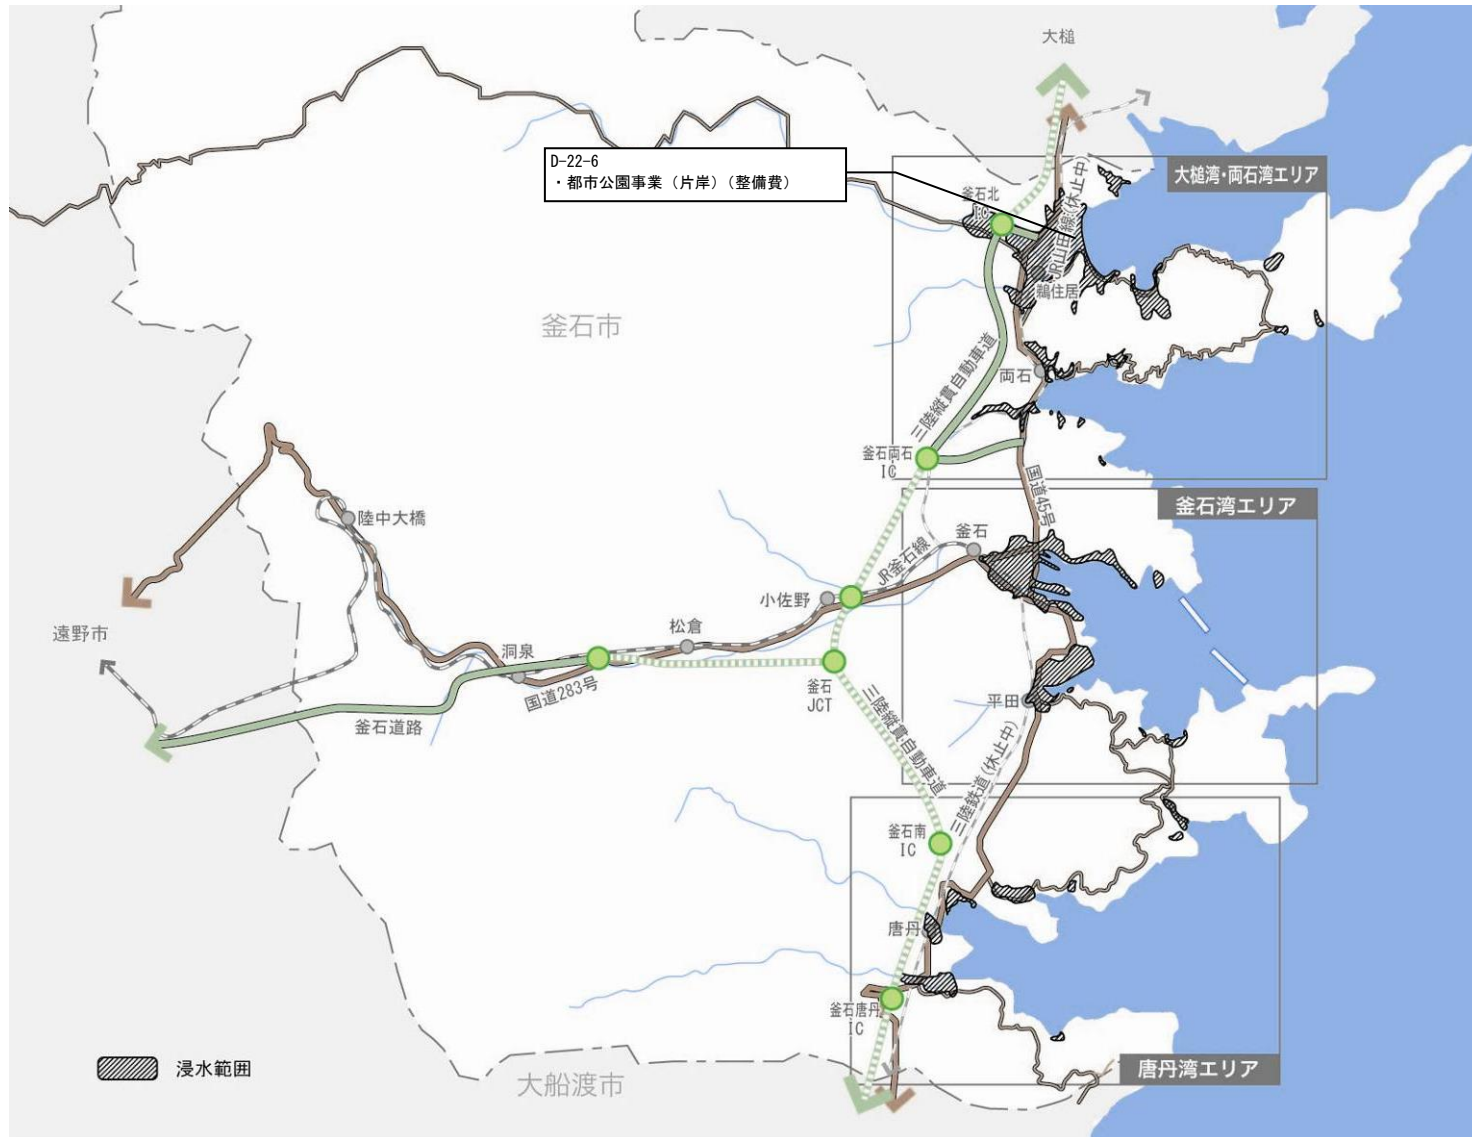 大槌
D-22-6
・都市公園事業（片岸）（整備費）
大槌湾・両石湾エリア
釜石北
IC
JR山田線(休止中)
鵜住居
釜石市
三陸縦貫自動車道
両石
釜石両石
IC
国道45号
釜石湾エリア
陸中大橋
釜石
JR釜石線
小佐野
遠野市
松倉
洞泉
国道283号
釜石
JCT
釜石道路
平田
三陸縦貫自動車道
三陸鉄道(休止中)
釜石南
IC
唐丹
釜石唐丹
IC
浸水範囲
大船渡市
唐丹湾エリア